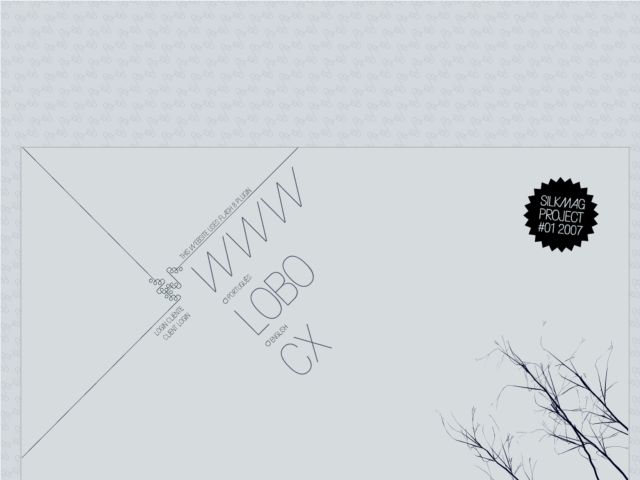 THIS WEBSITE USES FLASH 8 PLUGIN
WWW
PORTUGUÊS
LOBO
ENGLISH
CX
LOGIN CLIENTE
CLIENT LOGIN
SILKMAG
PROJECT
#01 2007